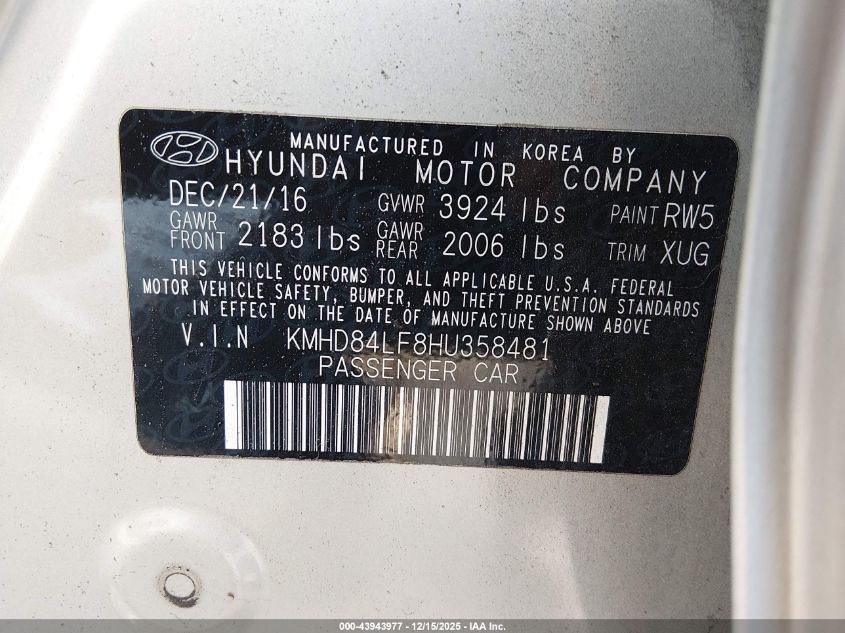 MANUFACTURED IN KOREA BY
HYUNDAI MOTOR COMPANY
DEC/21/16 GVWR 3924 lbs PAINT RW5
GAWR FRONT 2183 lbs GAWR REAR 2006 lbs TRIM XUG
THIS VEHICLE CONFORMS TO ALL APPLICABLE U.S.A. FEDERAL
MOTOR VEHICLE SAFETY, BUMPER, AND THEFT PREVENTION STANDARDS
IN EFFECT ON THE DATE OF MANUFACTURE SHOWN ABOVE
V.I.N KMHD84LF8HU358481
PASSENGER CAR
000-43943977 - 12/15/2025 - IAA Inc.